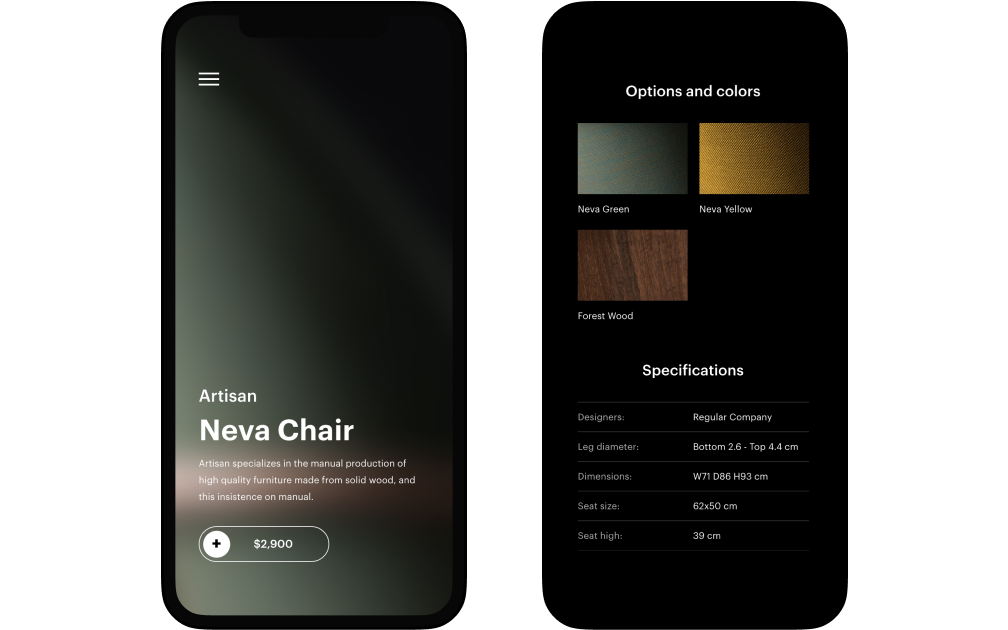 Artisan
Neva Chair
Artisan specializes in the manual production of
high quality furniture made from solid wood, and
this insistence on manual.
$2,900
Options and colors
Neva Green
Neva Yellow
Forest Wood
Specifications
Designers: Regular Company
Leg diameter: Bottom 2.6 - Top 4.4 cm
Dimensions: W71 D86 H93 cm
Seat size: 62x50 cm
Seat high: 39 cm